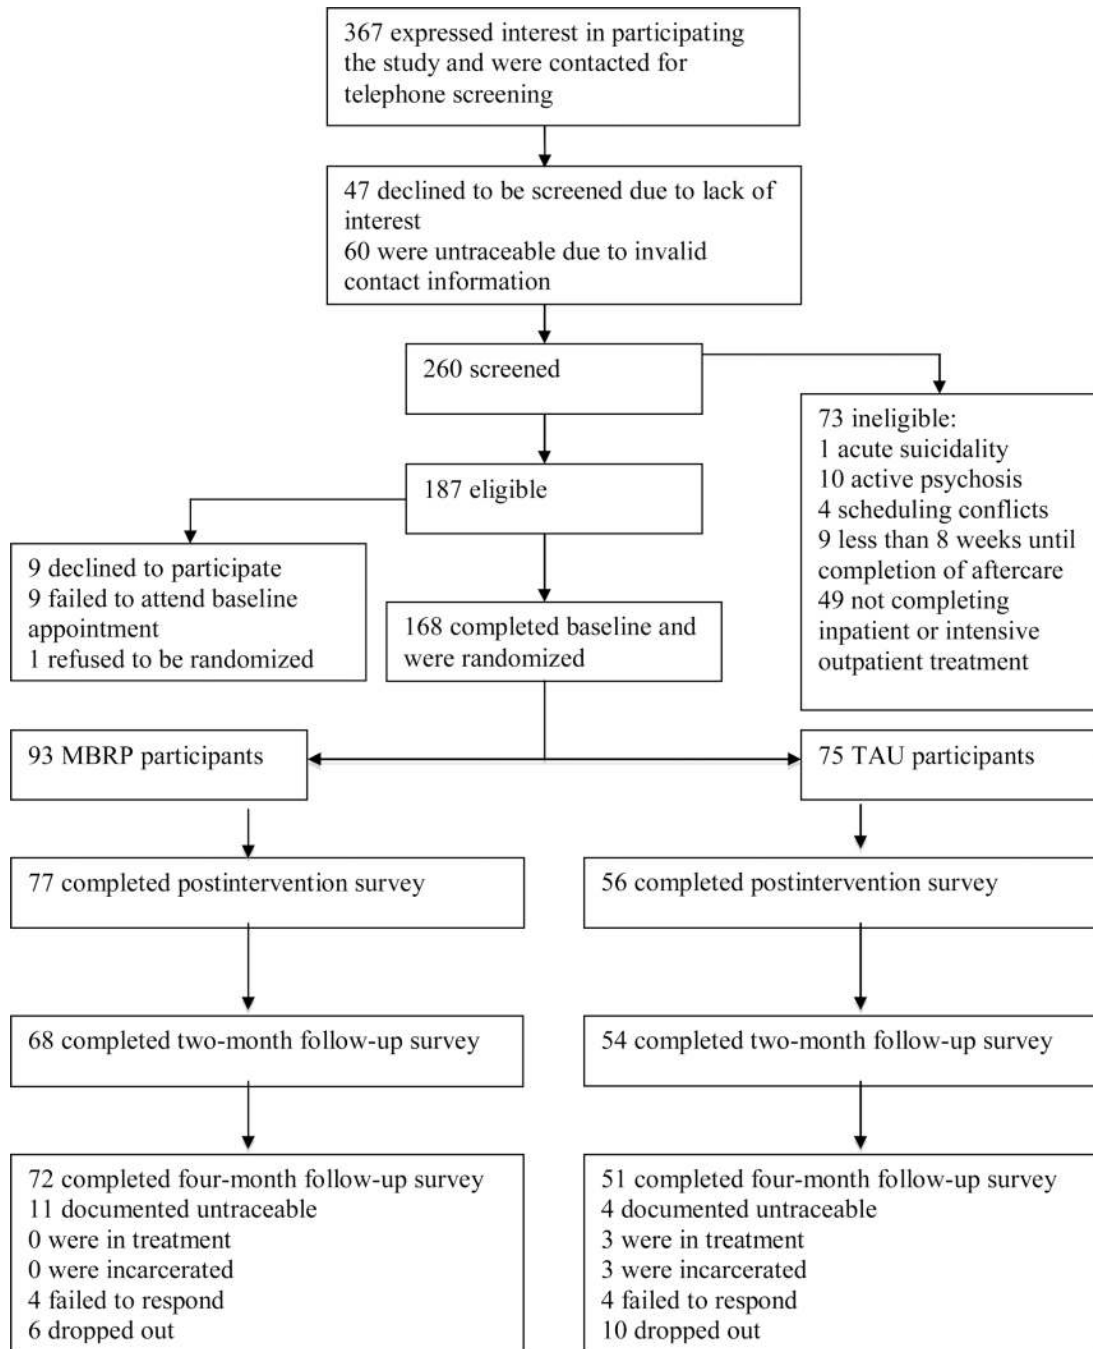 367 expressed interest in participating
the study and were contacted for
telephone screening
47 declined to be screened due to lack of
interest
60 were untraceable due to invalid
contact information
260 screened
73 ineligible:
1 acute suicidality
10 active psychosis
4 scheduling conflicts
9 less than 8 weeks until
completion of aftercare
49 not completing
inpatient or intensive
outpatient treatment
187 eligible
9 declined to participate
9 failed to attend baseline
appointment
1 refused to be randomized
168 completed baseline and
were randomized
93 MBRP participants
75 TAU participants
77 completed postintervention survey
56 completed postintervention survey
68 completed two-month follow-up survey
54 completed two-month follow-up survey
72 completed four-month follow-up survey
11 documented untraceable
0 were in treatment
0 were incarcerated
4 failed to respond
6 dropped out
51 completed four-month follow-up survey
4 documented untraceable
3 were in treatment
3 were incarcerated
4 failed to respond
10 dropped out